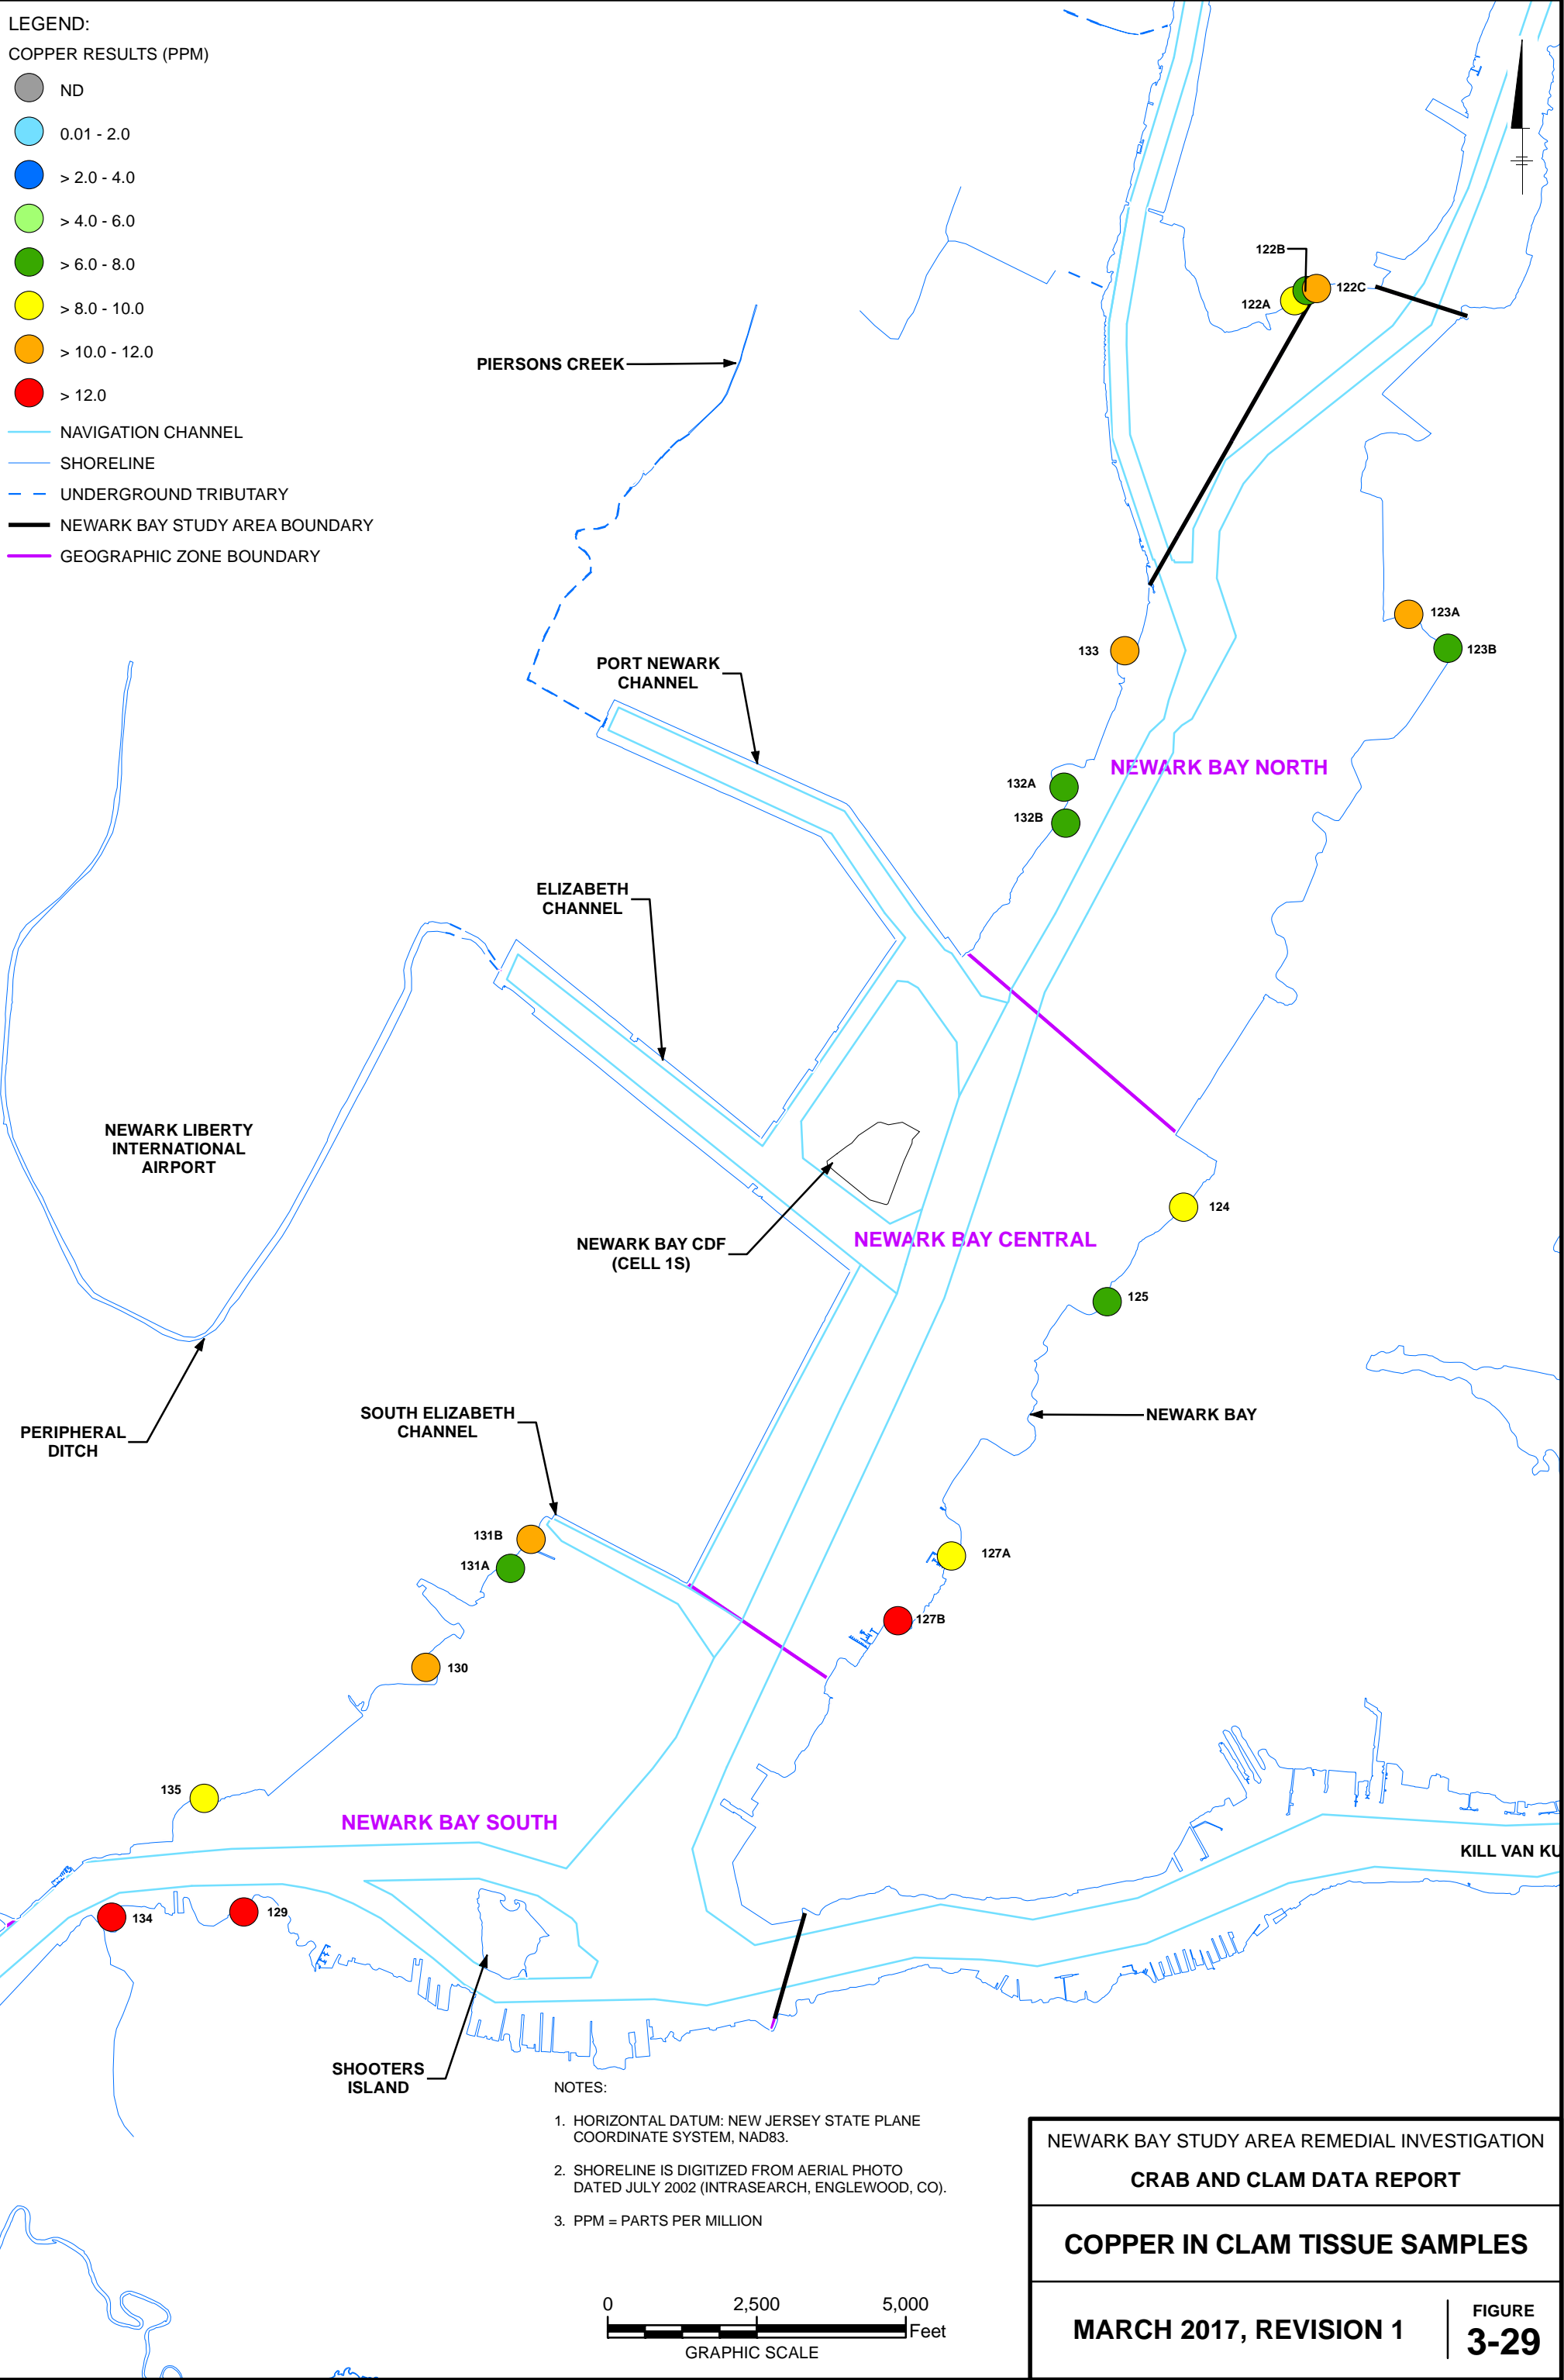 LEGEND:
COPPER RESULTS (PPM)
ND
0.01 - 2.0
> 2.0 - 4.0
> 4.0 - 6.0
> 6.0 - 8.0
> 8.0 - 10.0
> 10.0 - 12.0
> 12.0
NAVIGATION CHANNEL
SHORELINE
UNDERGROUND TRIBUTARY
NEWARK BAY STUDY AREA BOUNDARY
GEOGRAPHIC ZONE BOUNDARY
122B
122C
122A
PIERSONS CREEK
123A
123B
133
PORT NEWARK
CHANNEL
NEWARK BAY NORTH
132A
132B
ELIZABETH
CHANNEL
NEWARK LIBERTY
INTERNATIONAL
AIRPORT
124
NEWARK BAY CDF
(CELL 1S)
NEWARK BAY CENTRAL
125
SOUTH ELIZABETH
CHANNEL
NEWARK BAY
PERIPHERAL
DITCH
131B
131A
127A
127B
130
135
NEWARK BAY SOUTH
KILL VAN KU
134
129
SHOOTERS
ISLAND
NOTES:
1. HORIZONTAL DATUM: NEW JERSEY STATE PLANE
COORDINATE SYSTEM, NAD83.
2. SHORELINE IS DIGITIZED FROM AERIAL PHOTO
DATED JULY 2002 (INTRASEARCH, ENGLEWOOD, CO).
3. PPM = PARTS PER MILLION
0 2,500 5,000
Feet
GRAPHIC SCALE
NEWARK BAY STUDY AREA REMEDIAL INVESTIGATION
CRAB AND CLAM DATA REPORT
COPPER IN CLAM TISSUE SAMPLES
MARCH 2017, REVISION 1
FIGURE
3-29